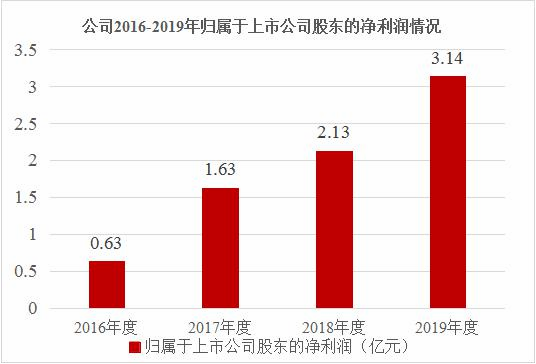 公司2016-2019年归属于上市公司股东的净利润情况
3.5
3
2.5
2
1.5
1
0.5
0
0.63
1.63
2.13
3.14
2016年度
2017年度
2018年度
2019年度
归属于上市公司股东的净利润（亿元）